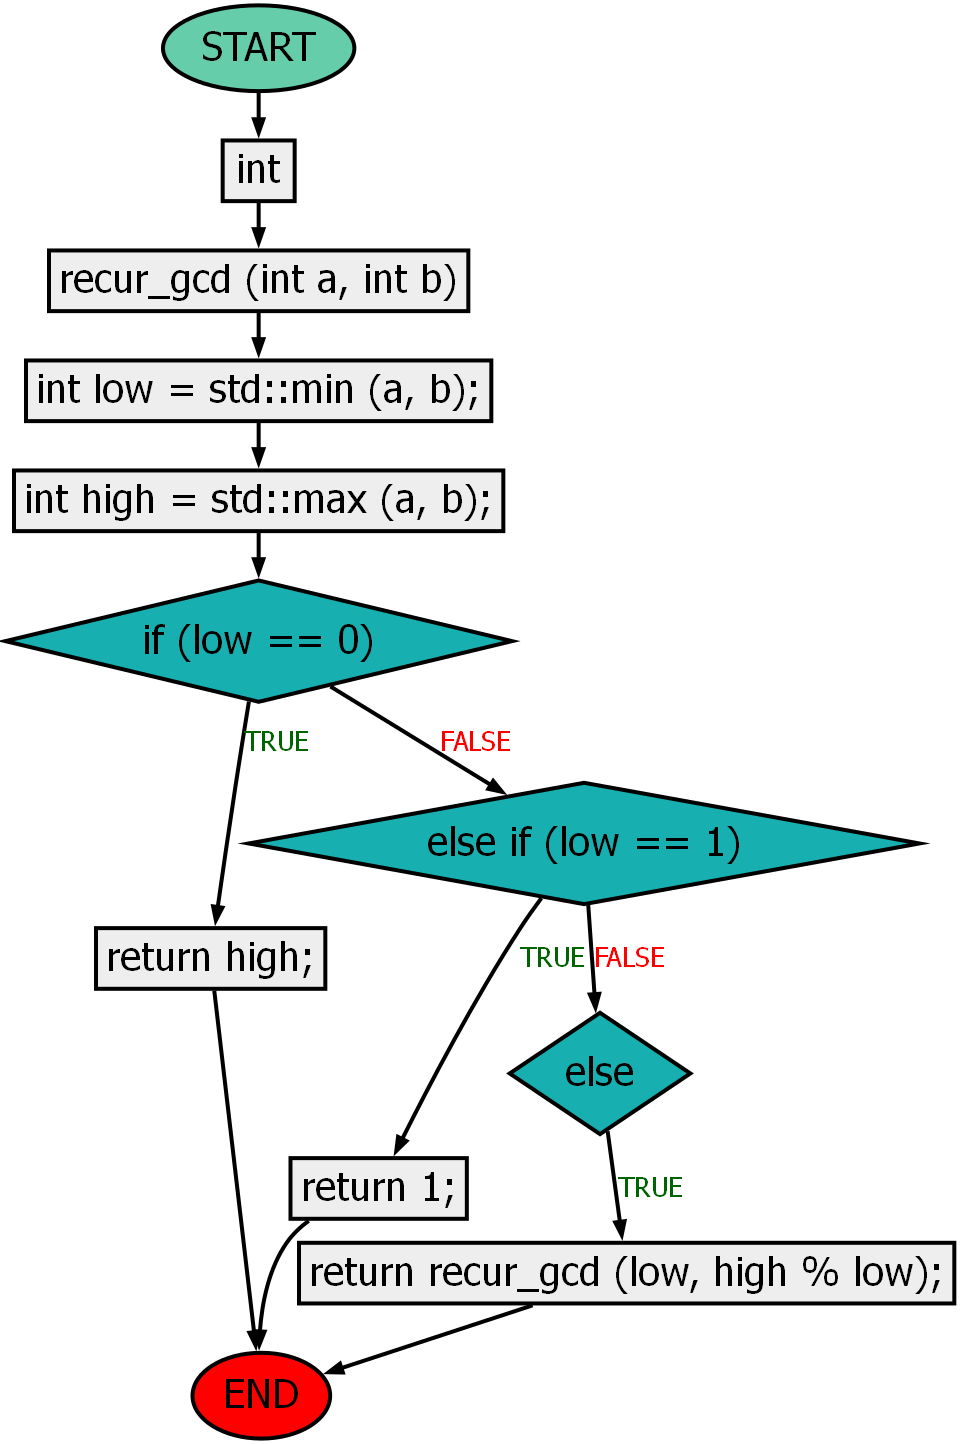 START
int
recur_gcd (int a, int b)
int low = std::min (a, b);
int high = std::max (a, b);
if (low == 0)
TRUE
FALSE
else if (low == 1)
return high;
TRUE
FALSE
else
return 1;
TRUE
return recur_gcd (low, high % low);
END